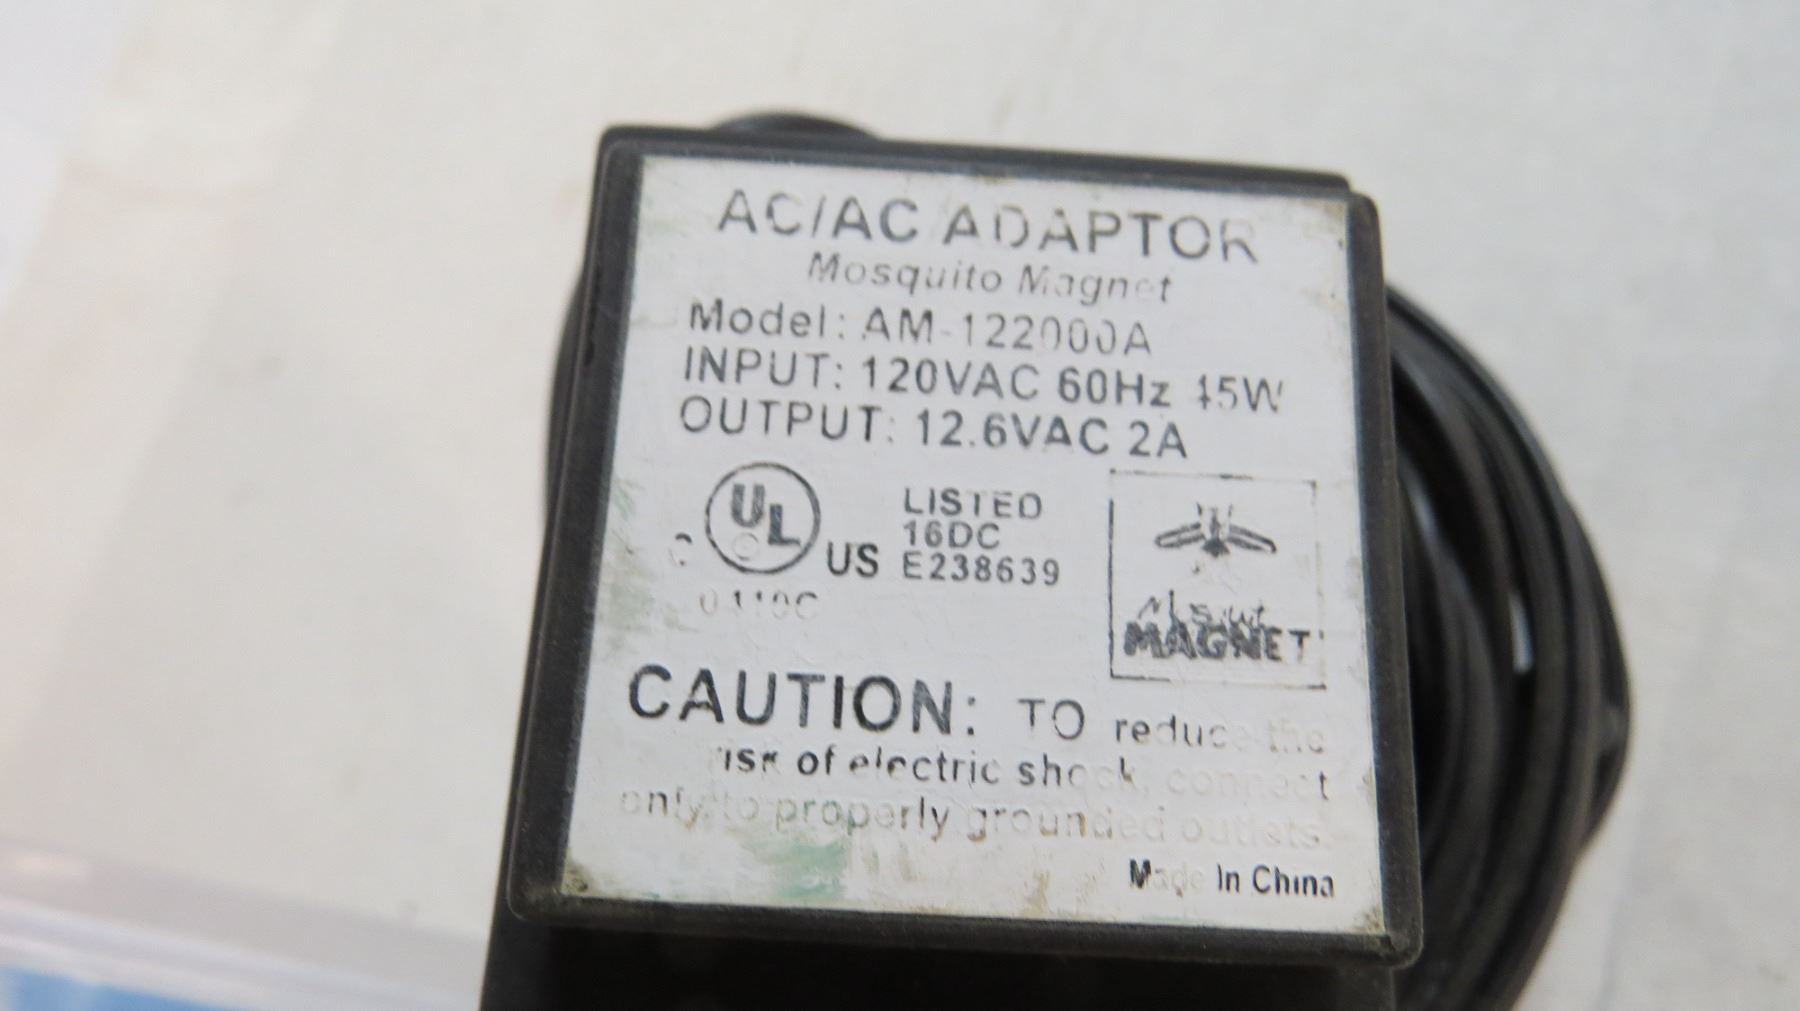 AC/AC ADAPTOR
Mosquito Magnet
Model: AM-122000A
INPUT: 120VAC 60Hz 45W
OUTPUT: 12.6VAC 2A
C UL US
LISTED
16DC
E238639
MAGNET
CAUTION: TO reduce the
risk of electric shock, connect
only to properly grounded outlets.
Made In China